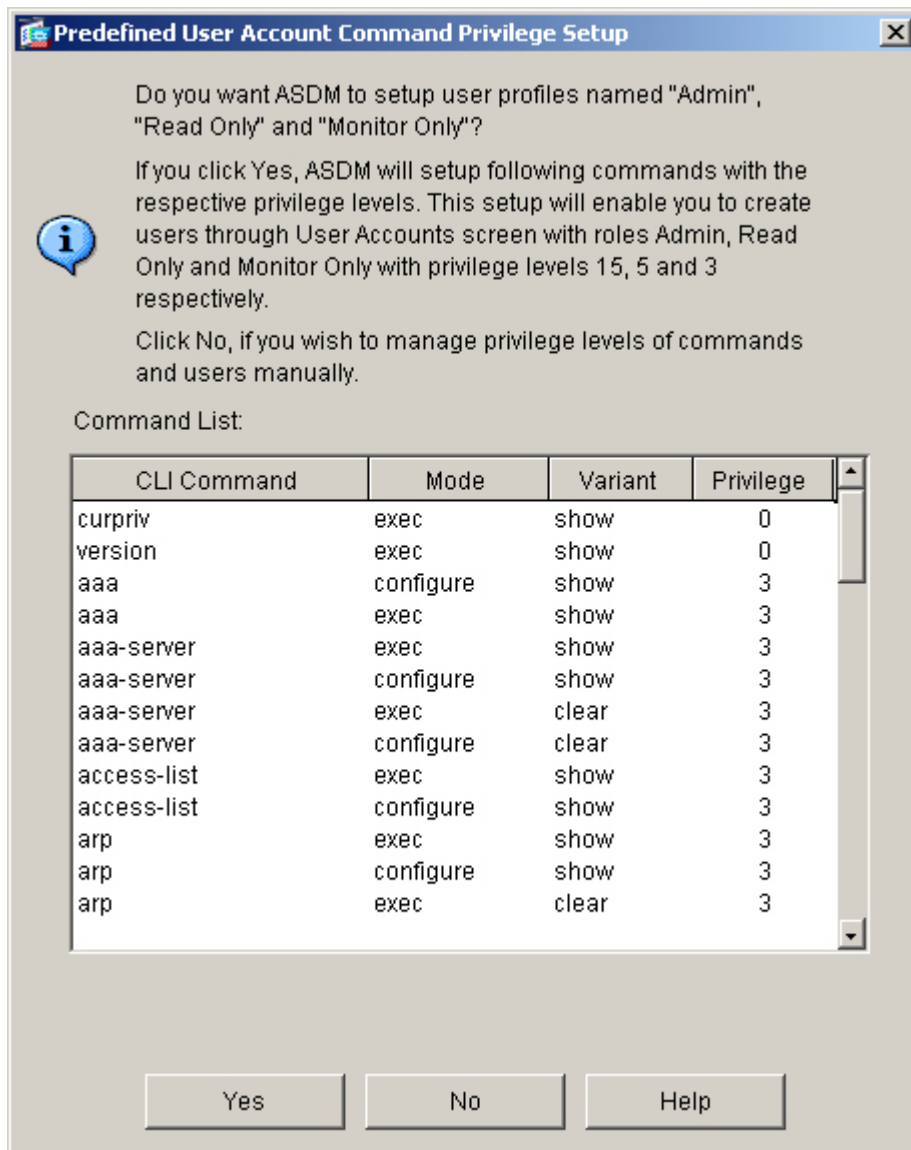 Predefined User Account Command Privilege Setup
Do you want ASDM to setup user profiles named "Admin",
"Read Only" and "Monitor Only"?
If you click Yes, ASDM will setup following commands with the
respective privilege levels. This setup will enable you to create
users through User Accounts screen with roles Admin, Read
Only and Monitor Only with privilege levels 15, 5 and 3
respectively.
Click No, if you wish to manage privilege levels of commands
and users manually.
Command List:
CLI Command Mode Variant Privilege
curpriv exec show 0
version exec show 0
aaa configure show 3
aaa exec show 3
aaa-server exec show 3
aaa-server configure show 3
aaa-server exec clear 3
aaa-server configure clear 3
access-list exec show 3
access-list configure show 3
arp exec show 3
arp configure show 3
arp exec clear 3
Yes No Help